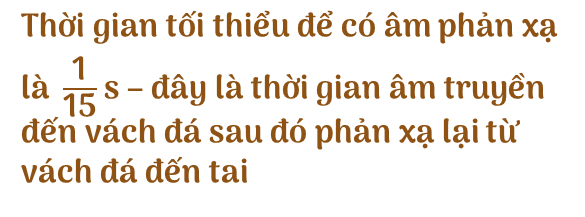 Thời gian tối thiểu để có âm phản xạ
là 1/15 s – đây là thời gian âm truyền
đến vách đá sau đó phản xạ lại từ
vách đá đến tai